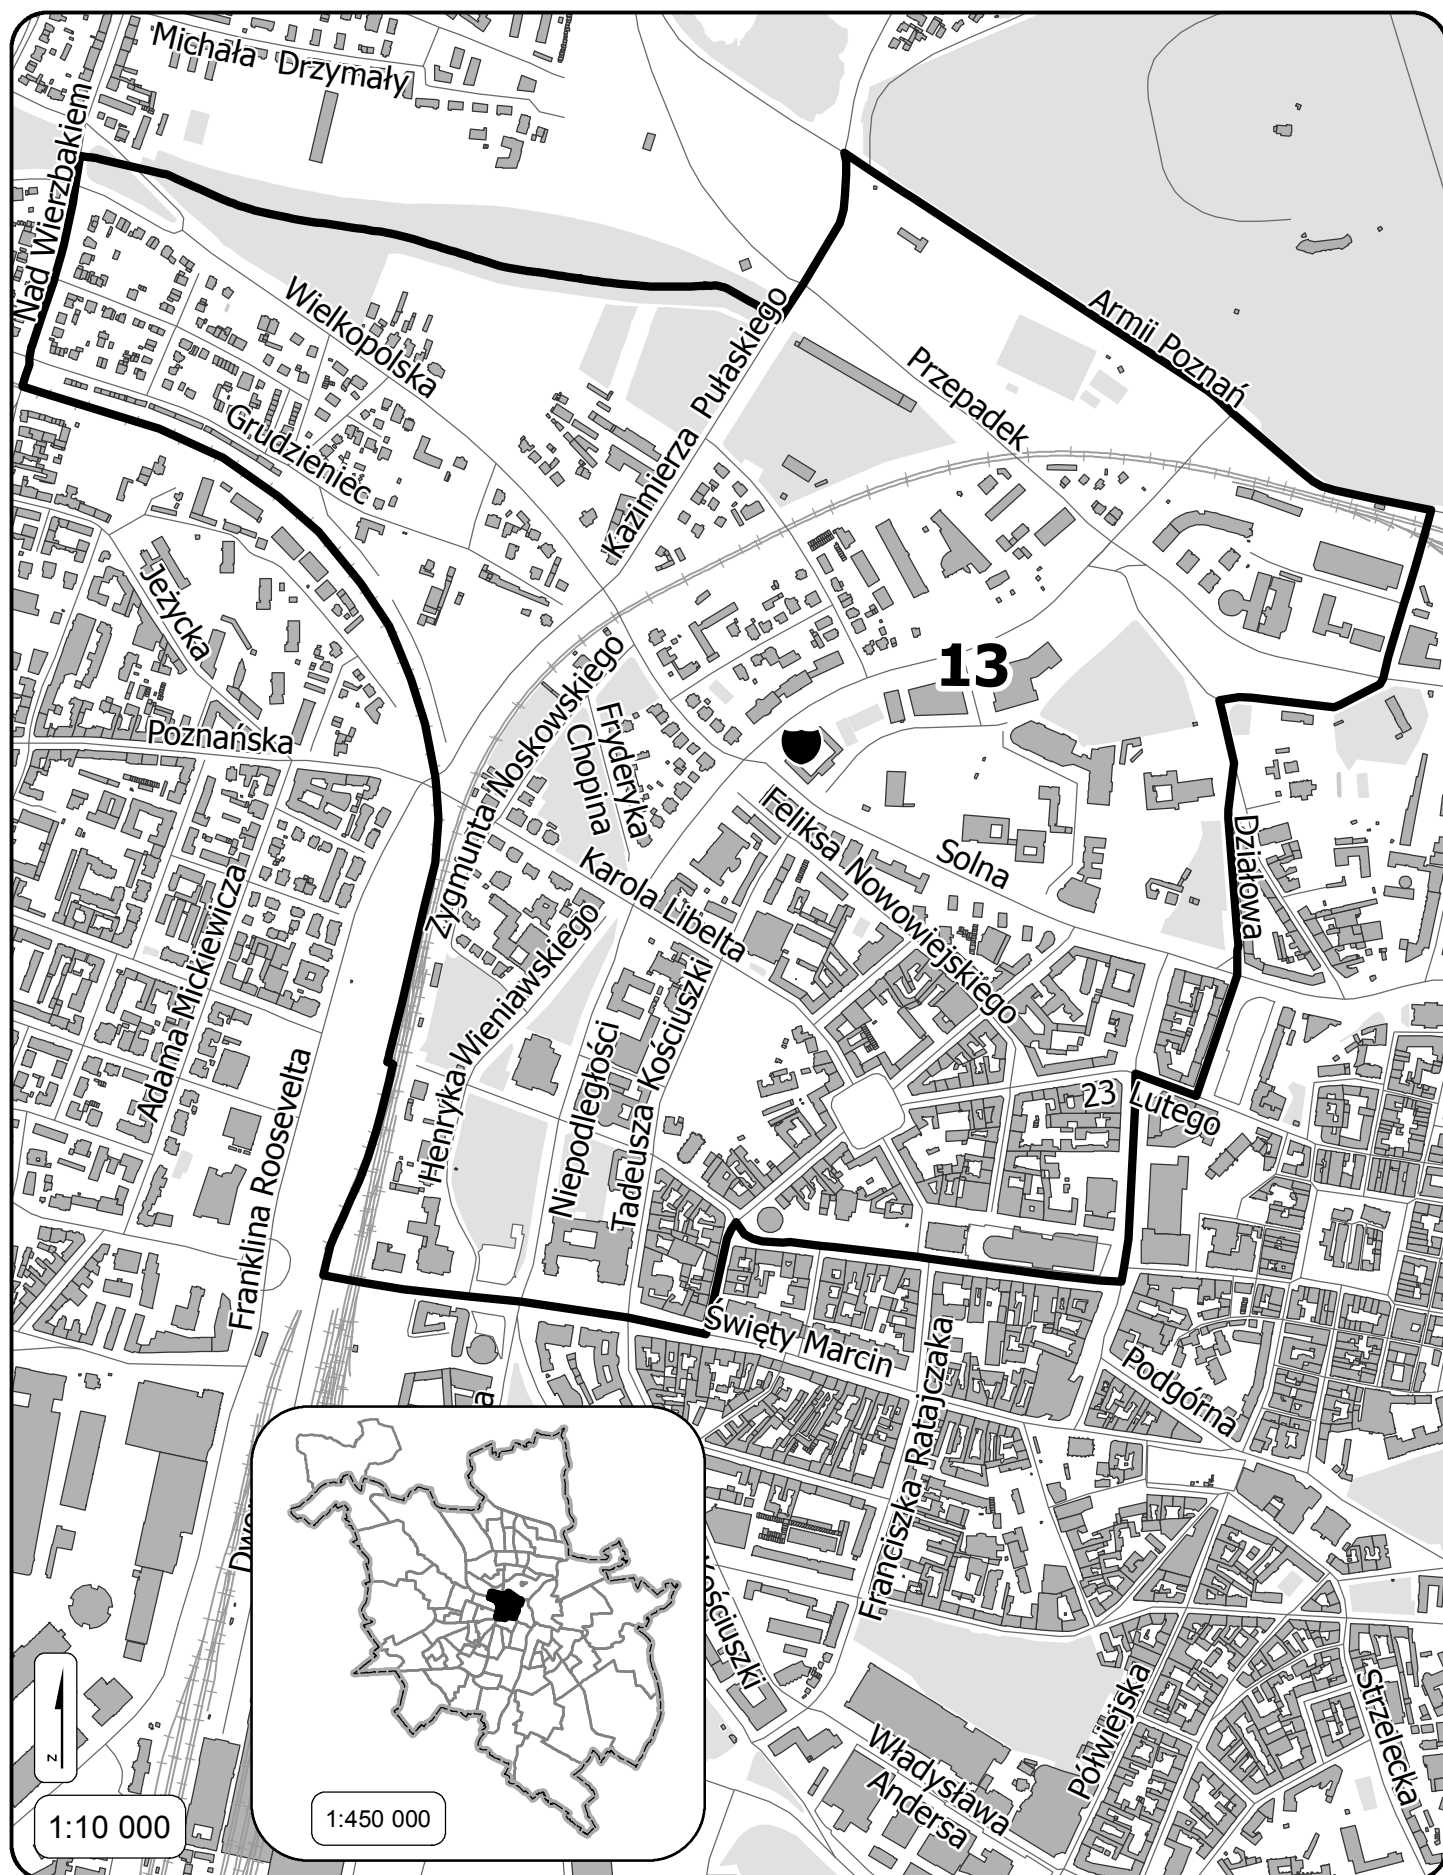 Michała Drzymały
Nad Wierzbakiem
Wielkopolska
Armii Poznań
Kazimierza Pułaskiego
Przepadek
Grudzieniec
Jeżycka
13
Poznańska
Zygmunta Noskowskiego
Fryderyka
Chopina
Feliksa Nowowiejskiego
Solna
Działowa
Karola Libelta
Adama Mickiewicza
Henryka Wieniawskiego
Niepodległości
Tadeusza Kościuszki
23 Lutego
Franklina Roosevelta
Święty Marcin
Franciszka Ratajczaka
Podgórna
a
Dwo
Kościuszki
Półwiejska
Strzelecka
Władysława
Andersa
z
1:10 000
1:450 000